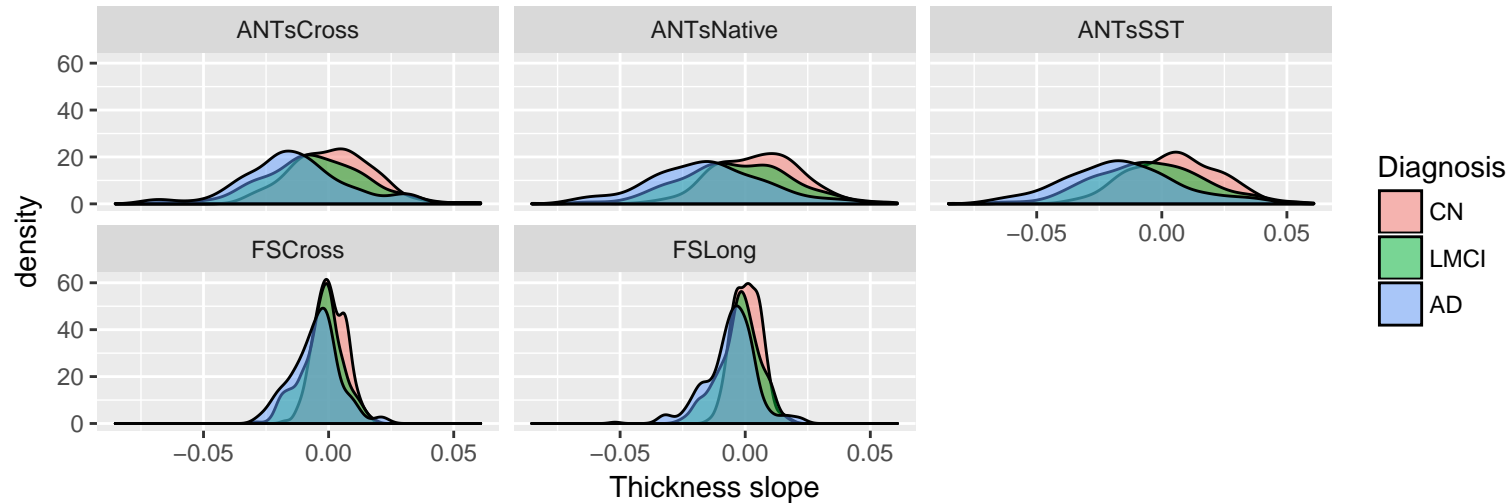 ANTsCross ANTsNative ANTsSST
60
40
20
0
−0.05 0.00 0.05
FSCross FSLong
60
40
20
0
−0.05 0.00 0.05 −0.05 0.00 0.05
Thickness slope
density
Diagnosis
CN
LMCI
AD